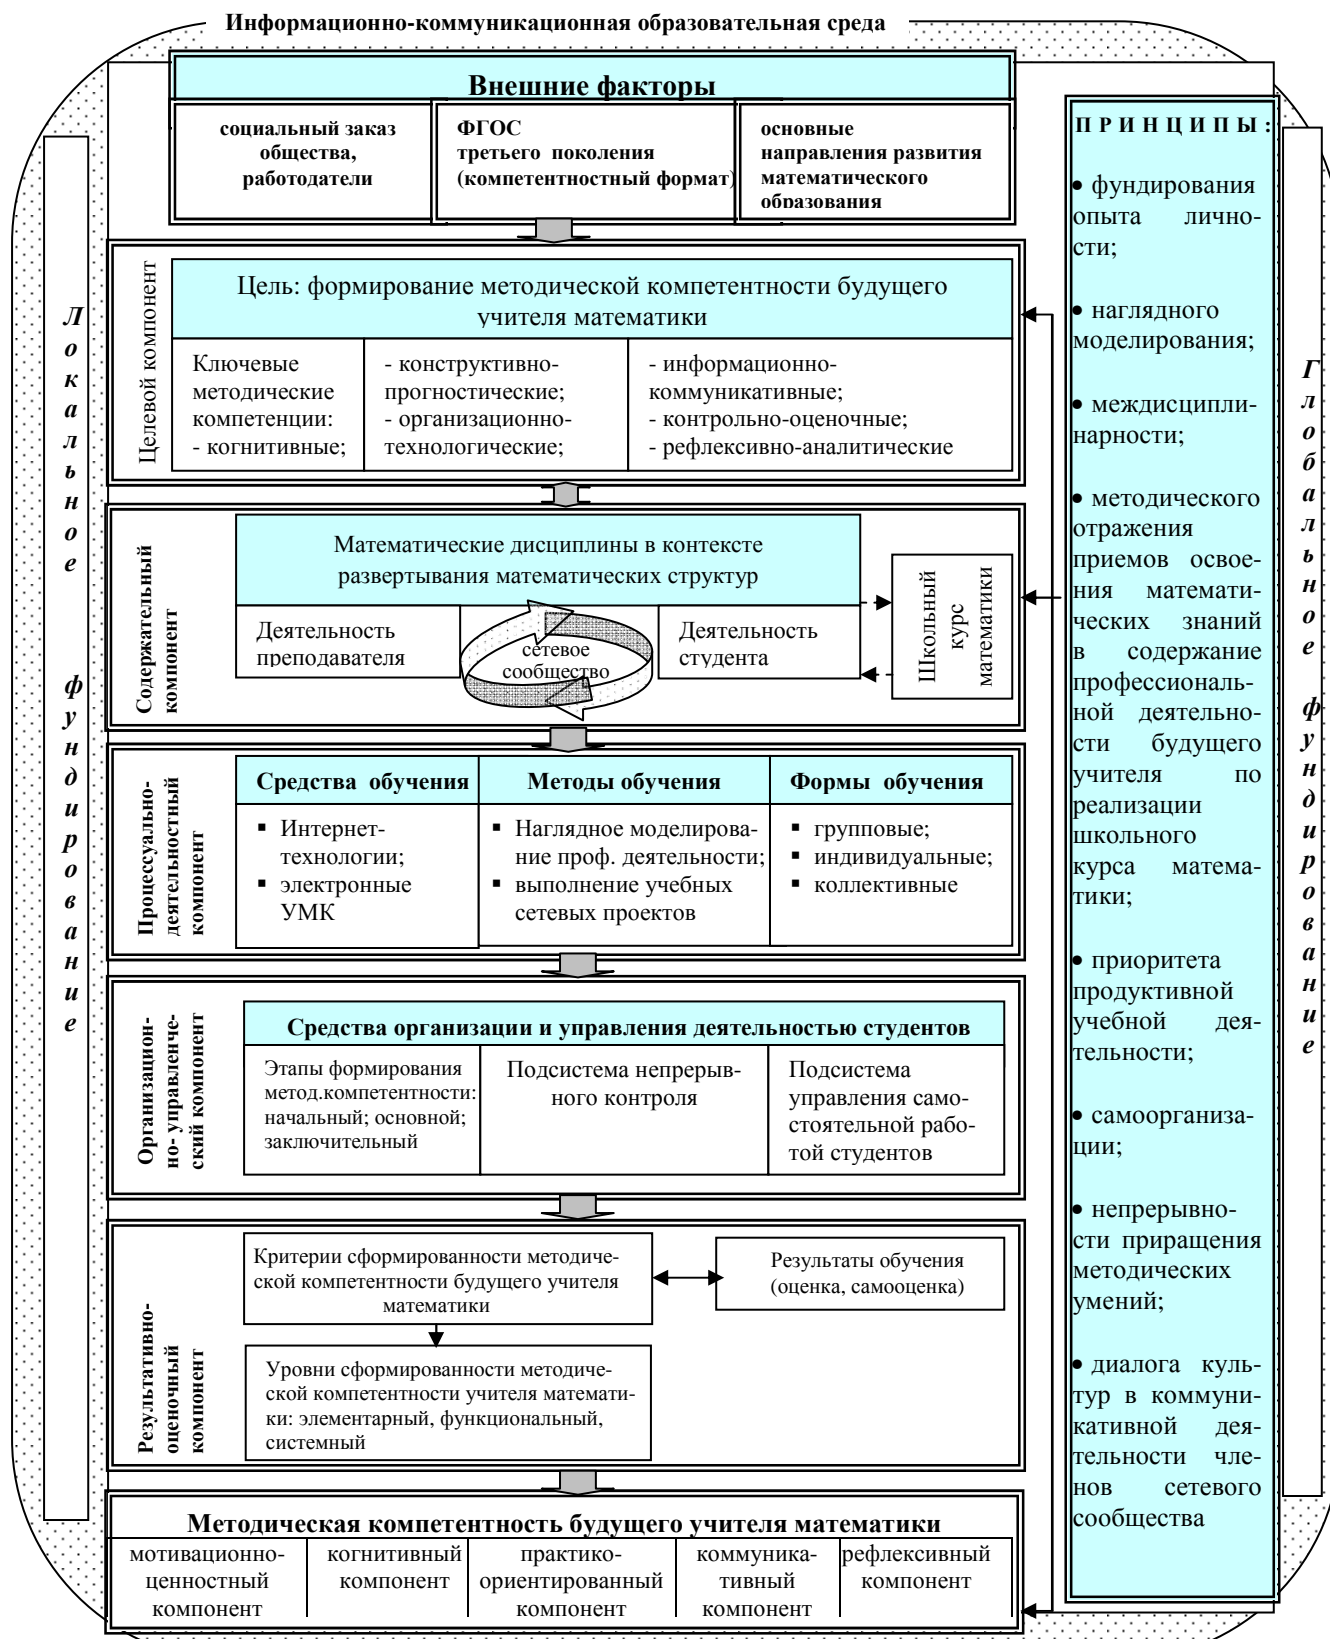 Информационно-коммуникационная образовательная среда
Внешние факторы
социальный заказ
общества,
работодатели
ФГОС
третьего поколения
(компетентностный формат)
основные
направления развития
математического
образования
Локальное фундирование
Целевой компонент
Цель: формирование методической компетентности будущего
учителя математики
Ключевые
методические
компетенции:
- когнитивные;
- конструктивно-
прогностические;
- организационно-
технологические;
- информационно-
коммуникативные;
- контрольно-оценочные;
- рефлексивно-аналитические
Содержательный
компонент
Математические дисциплины в контексте
развертывания математических структур
Деятельность
преподавателя
сетевое
сообщество
Деятельность
студента
Школьный
курс
математики
Процессуально-
деятельностный
компонент
Средства обучения
▪ Интернет-
технологии;
▪ электронные
УМК
Методы обучения
▪ Наглядное моделирова-
ние проф. деятельности;
▪ выполнение учебных
сетевых проектов
Формы обучения
▪ групповые;
▪ индивидуальные;
▪ коллективные
Организацион-
но- управленче-
ский компонент
Средства организации и управления деятельностью студентов
Этапы формирования
метод.компетентности:
начальный; основной;
заключительный
Подсистема непрерыв-
ного контроля
Подсистема
управления само-
стоятельной рабо-
той студентов
Результативно-
оценочный
компонент
Критерии сформированности методиче-
ской компетентности будущего учителя
математики
Результаты обучения
(оценка, самооценка)
Уровни сформированности методиче-
ской компетентности учителя математи-
ки: элементарный, функциональный,
системный
Методическая компетентность будущего учителя математики
мотивационно-
ценностный
компонент
когнитивный
компонент
практико-
ориентированный
компонент
коммуника-
тивный
компонент
рефлексивный
компонент
ПРИНЦИПЫ:
• фундирования
опыта лично-
сти;
• наглядного
моделирования;
• междисципли-
нарности;
• методического
отражения
приемов освое-
ния математи-
ческих знаний
в содержание
профессиональ-
ной деятельно-
сти будущего
учителя по
реализации
школьного
курса матема-
тики;
• приоритета
продуктивной
учебной дея-
тельности;
• самоорганиза-
ции;
• непрерывно-
сти приращения
методических
умений;
• диалога куль-
тур в коммуни-
кативной дея-
тельности чле-
нов сетевого
сообщества
Глобальное фундирование